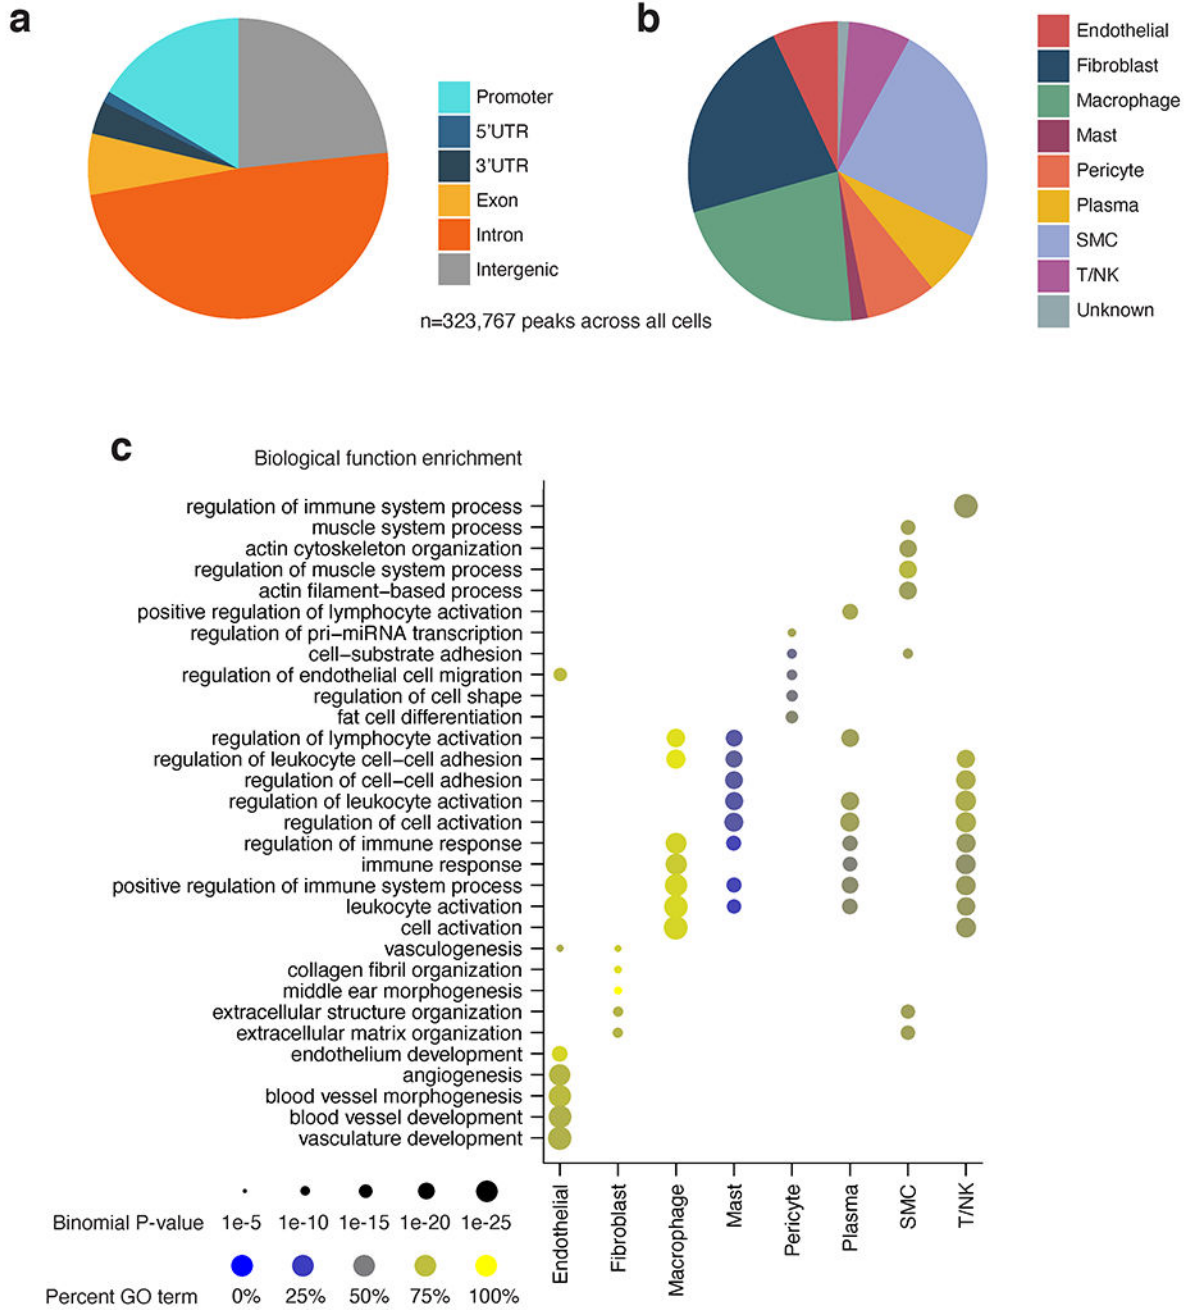 a
Promoter
5'UTR
3'UTR
Exon
Intron
Intergenic
n=323,767 peaks across all cells
b
Endothelial
Fibroblast
Macrophage
Mast
Pericyte
Plasma
SMC
T/NK
Unknown
c
Biological function enrichment
regulation of immune system process
muscle system process
actin cytoskeleton organization
regulation of muscle system process
actin filament−based process
positive regulation of lymphocyte activation
regulation of pri−miRNA transcription
cell−substrate adhesion
regulation of endothelial cell migration
regulation of cell shape
fat cell differentiation
regulation of lymphocyte activation
regulation of leukocyte cell−cell adhesion
regulation of cell−cell adhesion
regulation of leukocyte activation
regulation of cell activation
regulation of immune response
immune response
positive regulation of immune system process
leukocyte activation
cell activation
vasculogenesis
collagen fibril organization
middle ear morphogenesis
extracellular structure organization
extracellular matrix organization
endothelium development
angiogenesis
blood vessel morphogenesis
blood vessel development
vasculature development
Endothelial
Fibroblast
Macrophage
Mast
Pericyte
Plasma
SMC
T/NK
Binomial P-value 1e-5 1e-10 1e-15 1e-20 1e-25
Percent GO term 0% 25% 50% 75% 100%